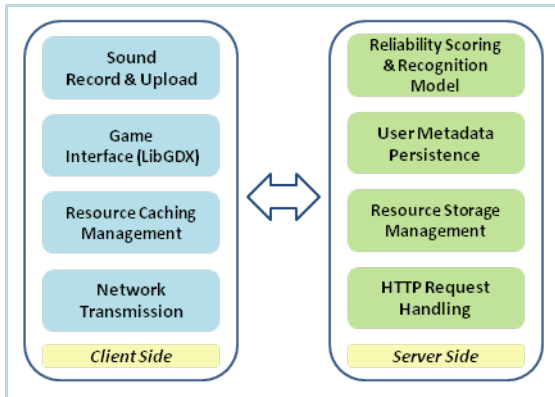 Sound
Record & Upload
Game
Interface (LibGDX)
Resource Caching
Management
Network
Transmission
Client Side
Reliability Scoring
& Recognition
Model
User Metadata
Persistence
Resource Storage
Management
HTTP Request
Handling
Server Side